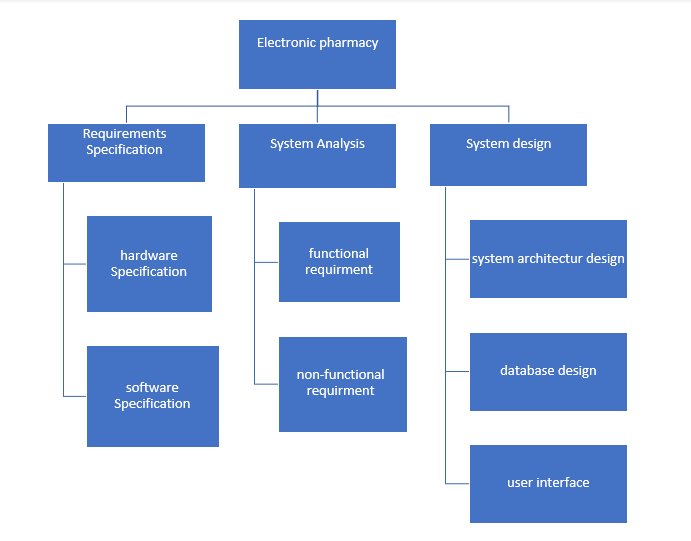 Electronic pharmacy
Requirements
Specification
System Analysis
System design
hardware
Specification
functional
requirment
system architectur design
software
Specification
non-functional
requirment
database design
user interface